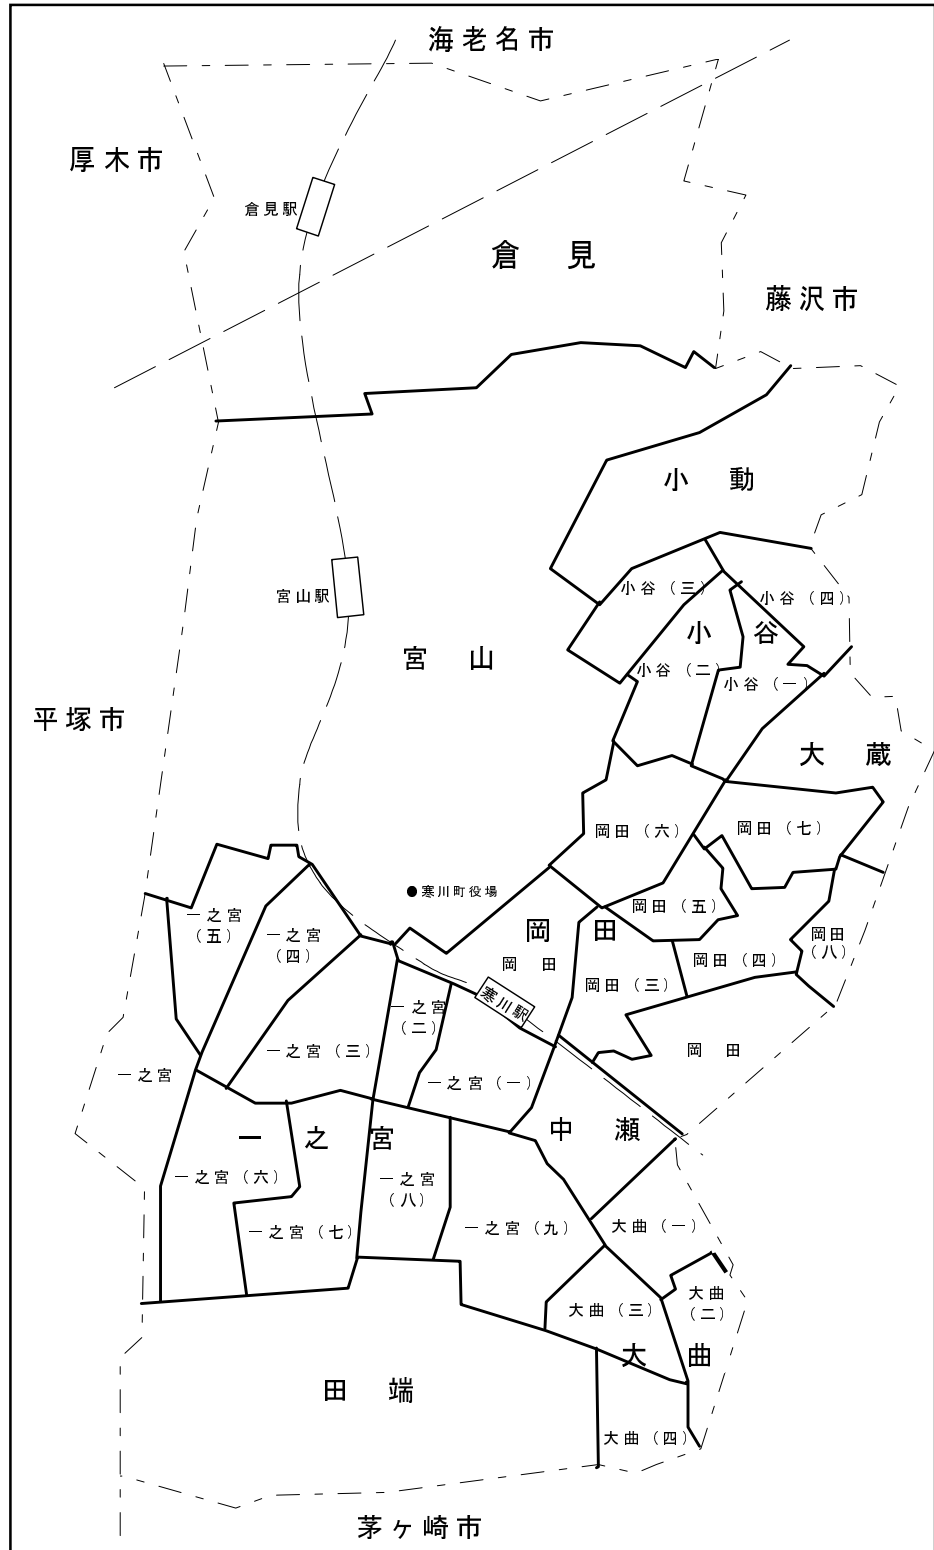 海老名市
厚木市
倉見駅
倉見
藤沢市
小動
小谷（三）
小谷（四）
宮山駅
小谷
宮山
小谷（二）
小谷（一）
平塚市
大蔵
岡田（六）
岡田（七）
寒川町役場
一之宮
（五）
岡田（五）
一之宮
（四）
岡田
岡田
（八）
岡田
岡田（四）
岡田（三）
寒川駅
一之宮
（二）
一之宮（三）
岡田
一之宮
一之宮（一）
中瀬
一之宮
一之宮（六）
一之宮
（八）
一之宮（七）
一之宮（九）
大曲（一）
大曲
（二）
大曲（三）
大曲
田端
大曲（四）
茅ヶ崎市